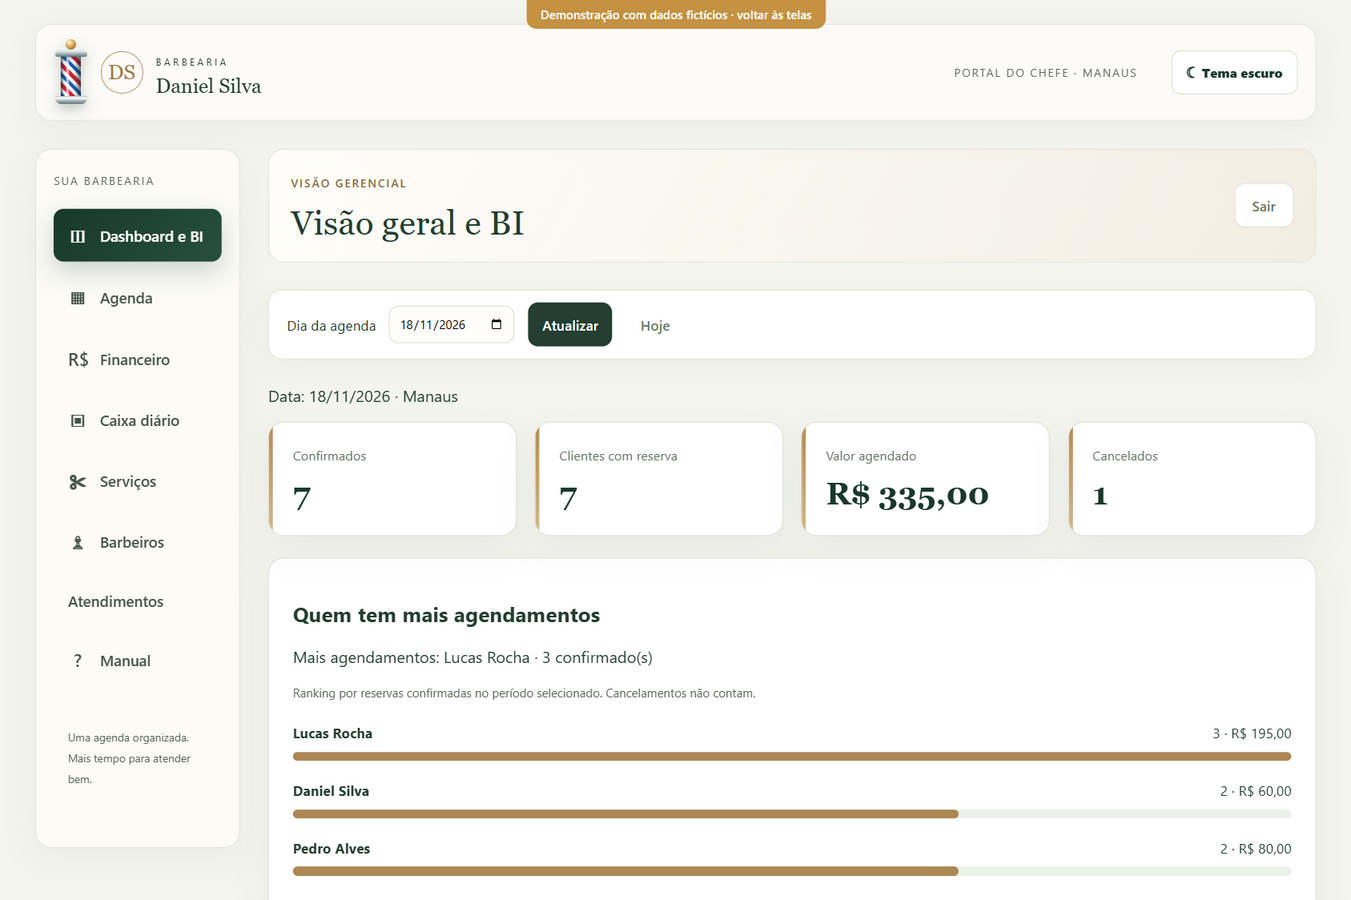 Demonstração com dados fictícios · voltar às telas
DS
BARBEARIA
Daniel Silva
PORTAL DO CHEFE · MANAUS
☾ Tema escuro
SUA BARBEARIA
Dashboard e BI
Agenda
R$ Financeiro
Caixa diário
Serviços
Barbeiros
Atendimentos
? Manual
Uma agenda organizada.
Mais tempo para atender
bem.
VISÃO GERENCIAL
Visão geral e BI
Sair
Dia da agenda
18/11/2026
Atualizar
Hoje
Data: 18/11/2026 · Manaus
Confirmados
7
Clientes com reserva
7
Valor agendado
R$ 335,00
Cancelados
1
Quem tem mais agendamentos
Mais agendamentos: Lucas Rocha · 3 confirmado(s)
Ranking por reservas confirmadas no período selecionado. Cancelamentos não contam.
Lucas Rocha
3 · R$ 195,00
Daniel Silva
2 · R$ 60,00
Pedro Alves
2 · R$ 80,00